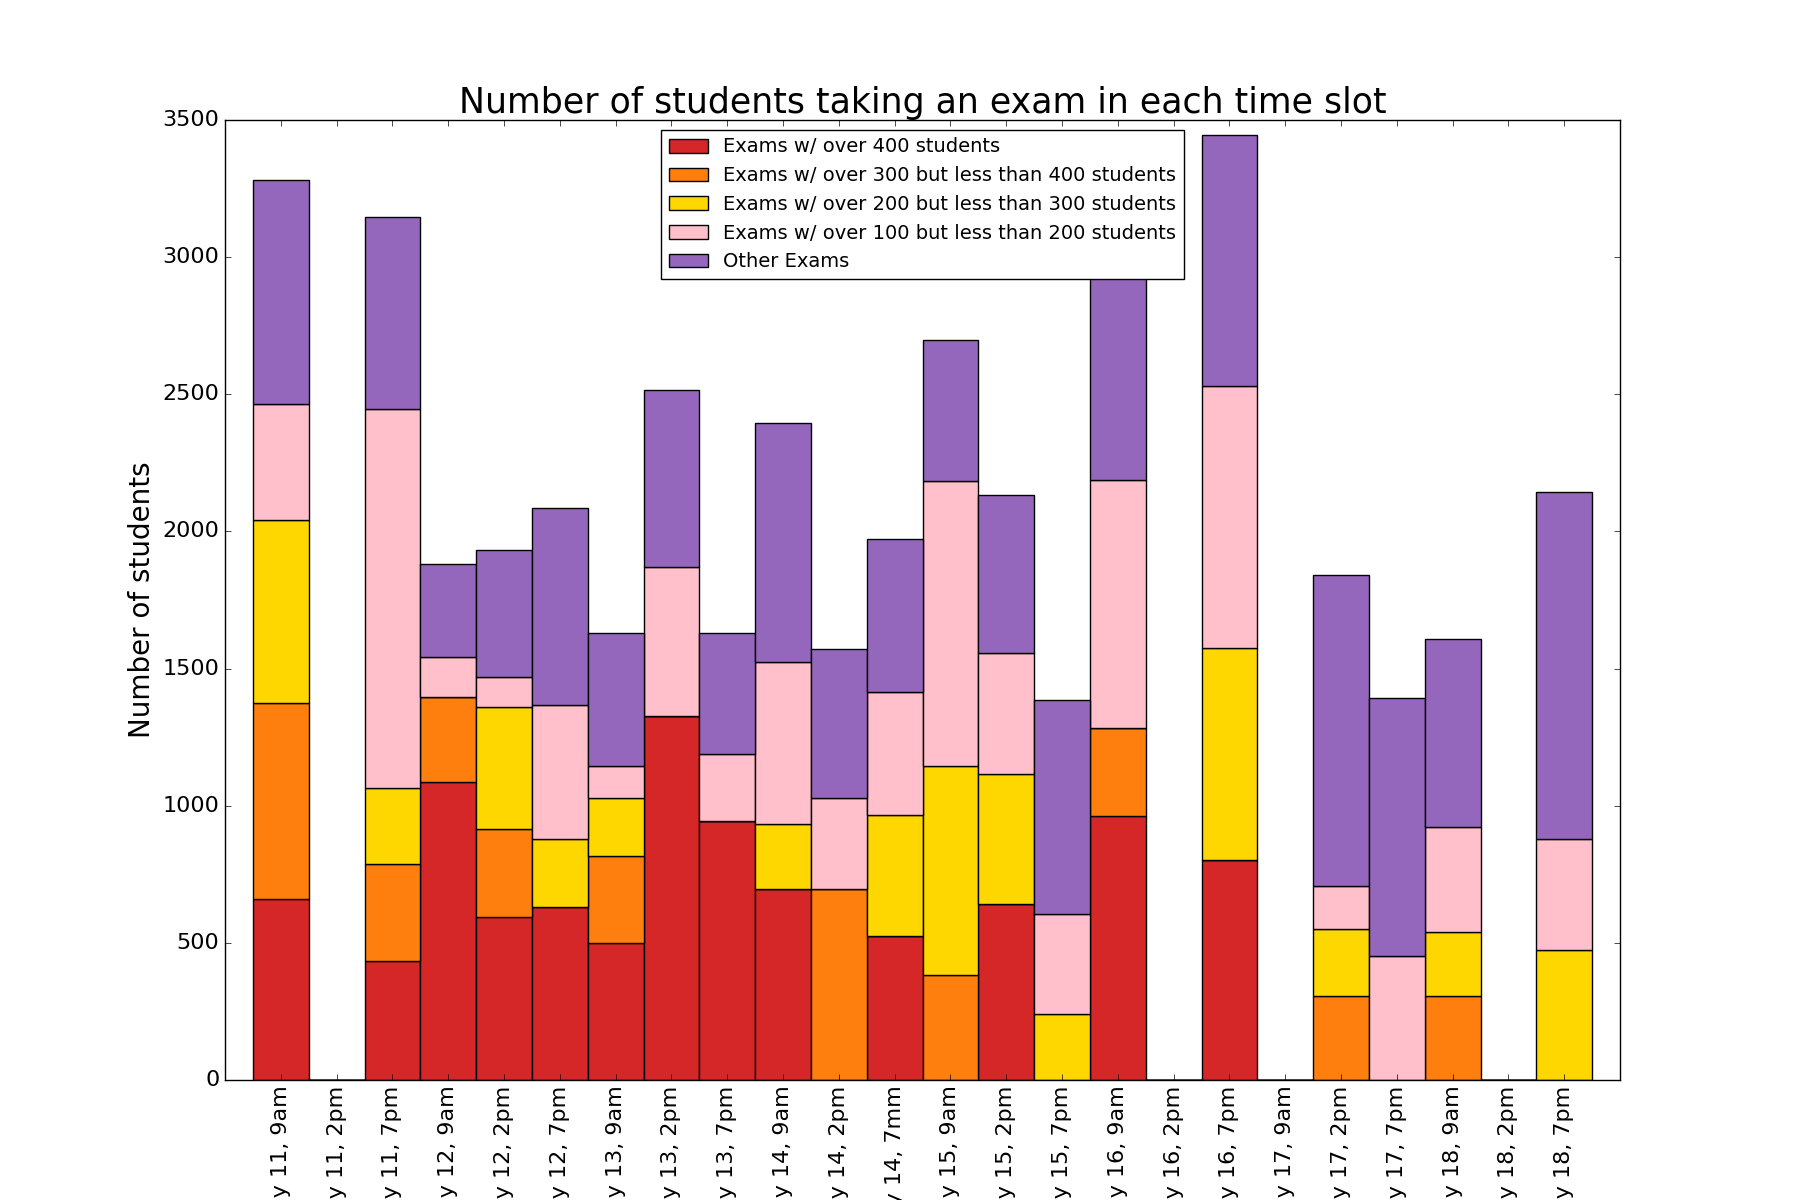 Number of students taking an exam in each time slot
Exams w/ over 400 students
Exams w/ over 300 but less than 400 students
Exams w/ over 200 but less than 300 students
Exams w/ over 100 but less than 200 students
Other Exams
Number of students
3500
3000
2500
2000
1500
1000
500
0
y 11, 9am
y 11, 2pm
y 11, 7pm
y 12, 9am
y 12, 2pm
y 12, 7pm
y 13, 9am
y 13, 2pm
y 13, 7pm
y 14, 9am
y 14, 2pm
y 14, 7mm
y 15, 9am
y 15, 2pm
y 15, 7pm
y 16, 9am
y 16, 2pm
y 16, 7pm
y 17, 9am
y 17, 2pm
y 17, 7pm
y 18, 9am
y 18, 2pm
y 18, 7pm